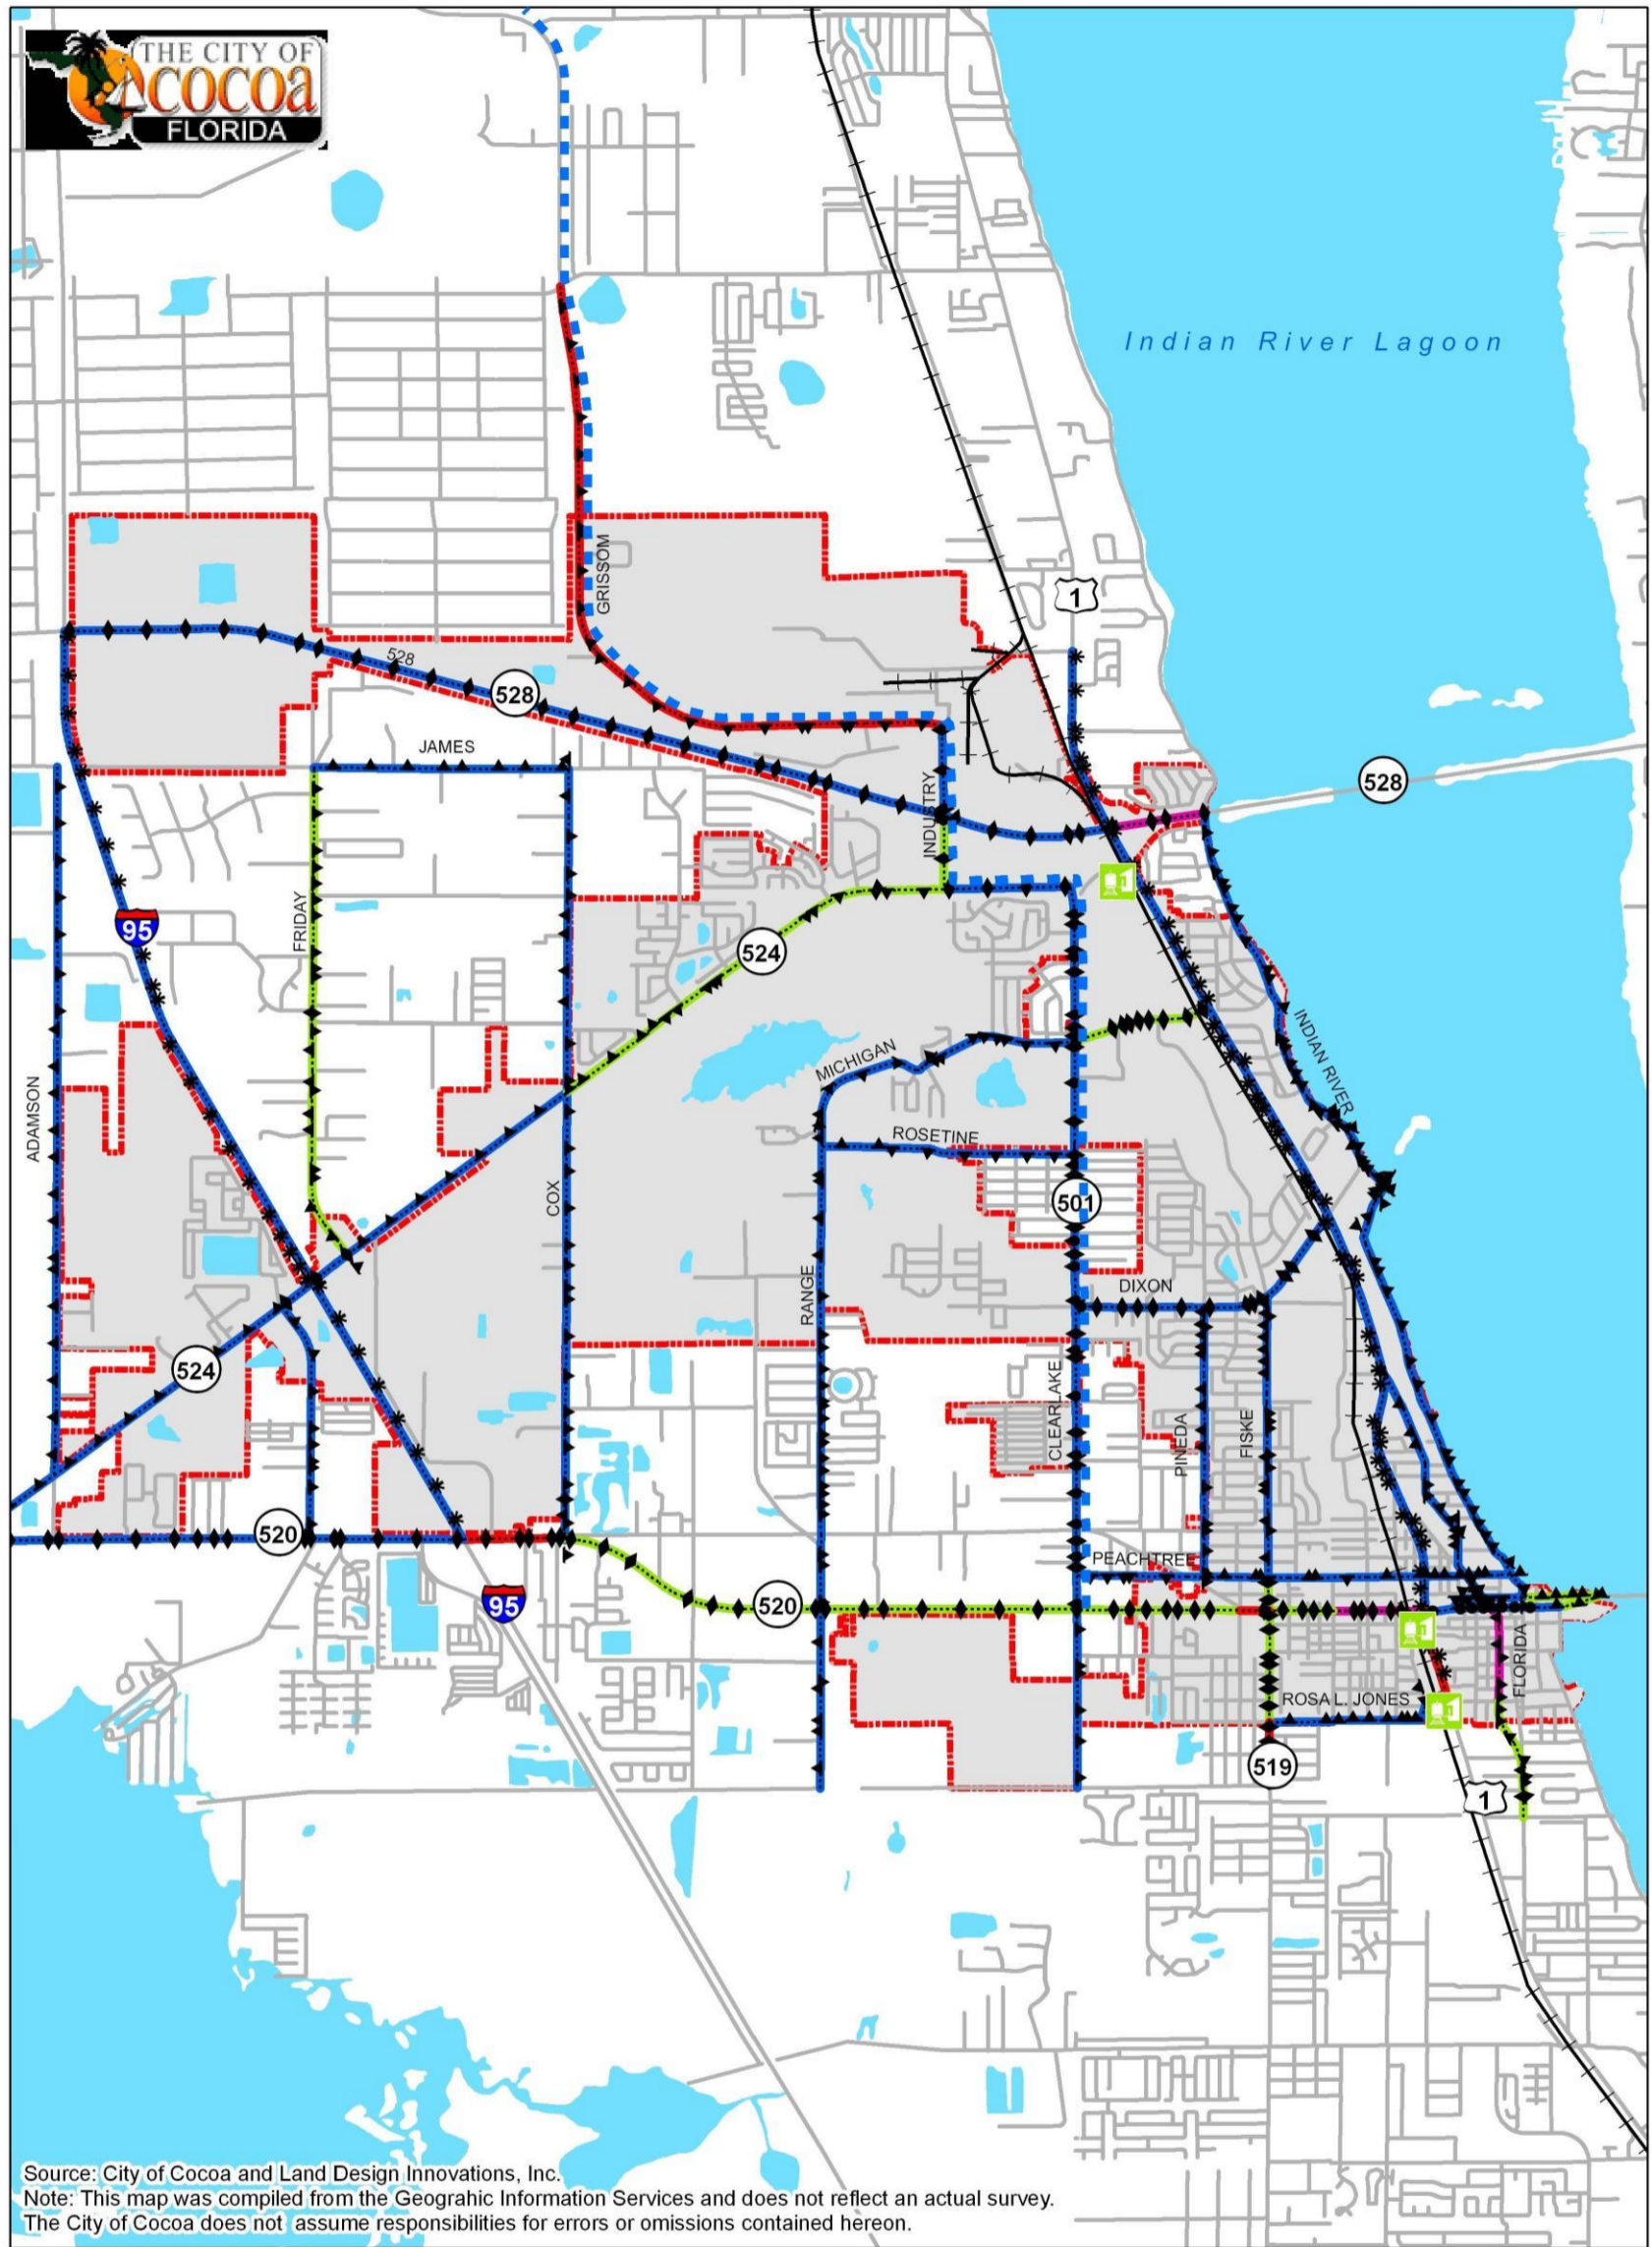 THE CITY OF
COCOA
FLORIDA
Indian River Lagoon
GRISSOM
1
528
528
JAMES
528
INDUSTRY
FRIDAY
95
524
MICHIGAN
INDIAN RIVER
ADAMSON
ROSETINE
COX
501
RANGE
DIXON
524
CLEARLAKE
PINEDA
FISKE
520
PEACHTREE
95
520
FLORIDA
ROSA L. JONES
519
1
Source: City of Cocoa and Land Design Innovations, Inc.
Note: This map was compiled from the Geograhic Information Services and does not reflect an actual survey.
The City of Cocoa does not assume responsibilities for errors or omissions contained hereon.